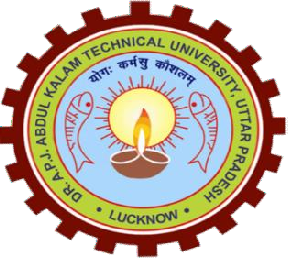 DR. A.P.J. ABDUL KALAM TECHNICAL UNIVERSITY, UTTAR PRADESH
योगः कर्मसु कौशलम्
• LUCKNOW •